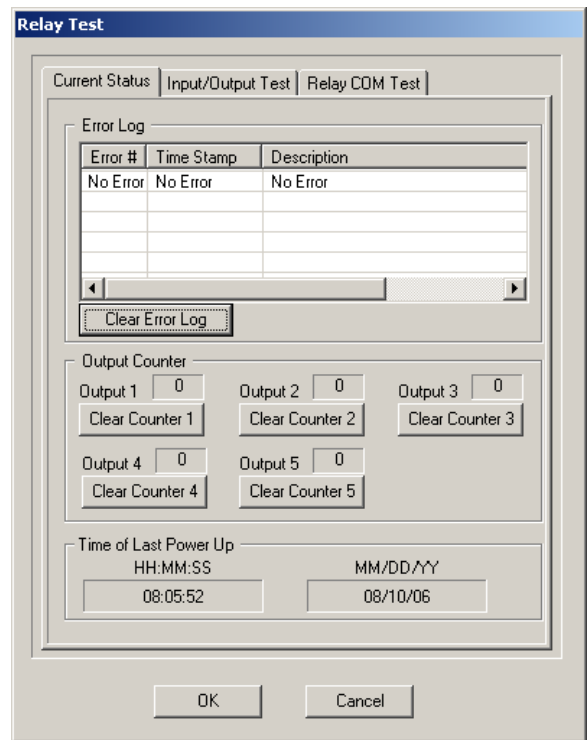 Relay Test
Current Status Input/Output Test Relay COM Test
Error Log
Error # Time Stamp Description
No Error No Error No Error
Clear Error Log
Output Counter
Output 1 0 Output 2 0 Output 3 0
Clear Counter 1 Clear Counter 2 Clear Counter 3
Output 4 0 Output 5 0
Clear Counter 4 Clear Counter 5
Time of Last Power Up
HH:MM:SS MM/DD/YY
08:05:52 08/10/06
OK Cancel